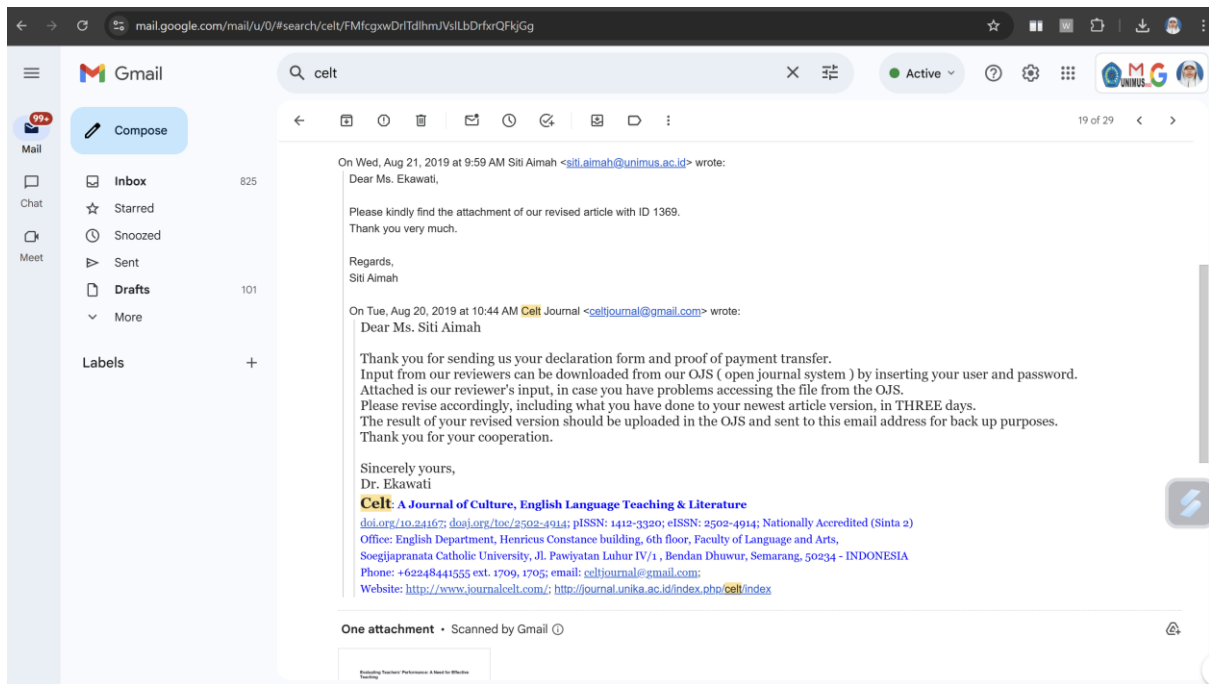 mail.google.com/mail/u/0/#search/celt/FMfcgxwDrlTdlhmJVslLbDrfxrQFkjGg
Gmail
celt
Active
UNIMUS
99+
Mail
Compose
19 of 29
Chat
Meet
Inbox 825
Starred
Snoozed
Sent
Drafts 101
More
Labels
On Wed, Aug 21, 2019 at 9:59 AM Siti Aimah <siti.aimah@unimus.ac.id> wrote:
Dear Ms. Ekawati,
Please kindly find the attachment of our revised article with ID 1369.
Thank you very much.
Regards,
Siti Aimah
On Tue, Aug 20, 2019 at 10:44 AM Celt Journal <celtjournal@gmail.com> wrote:
Dear Ms. Siti Aimah
Thank you for sending us your declaration form and proof of payment transfer.
Input from our reviewers can be downloaded from our OJS ( open journal system ) by inserting your user and password.
Attached is our reviewer's input, in case you have problems accessing the file from the OJS.
Please revise accordingly, including what you have done to your newest article version, in THREE days.
The result of your revised version should be uploaded in the OJS and sent to this email address for back up purposes.
Thank you for your cooperation.
Sincerely yours,
Dr. Ekawati
Celt: A Journal of Culture, English Language Teaching & Literature
doi.org/10.24167; doaj.org/toc/2502-4914; pISSN: 1412-3320; eISSN: 2502-4914; Nationally Accredited (Sinta 2)
Office: English Department, Henricus Constance building, 6th floor, Faculty of Language and Arts,
Soegijapranata Catholic University, Jl. Pawiyatan Luhur IV/1 , Bendan Dhuwur, Semarang, 50234 - INDONESIA
Phone: +62248441555 ext. 1709, 1705; email: celtjournal@gmail.com;
Website: http://www.journalcelt.com/; http://journal.unika.ac.id/index.php/celt/index
One attachment • Scanned by Gmail
Evaluating Teachers' Performance: A Need for Effective
Teaching